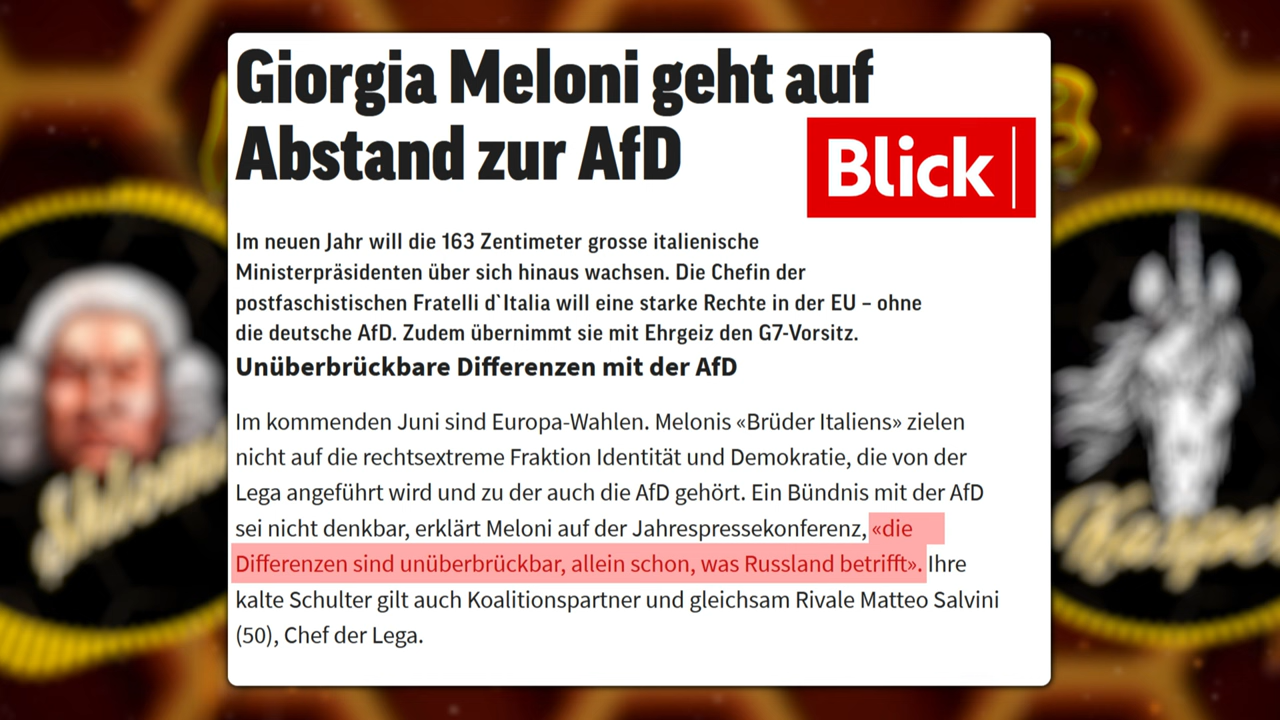 Giorgia Meloni geht auf
Abstand zur AfD
Blick
Im neuen Jahr will die 163 Zentimeter grosse italienische
Ministerpräsidenten über sich hinaus wachsen. Die Chefin der
postfaschistischen Fratelli d`Italia will eine starke Rechte in der EU – ohne
die deutsche AfD. Zudem übernimmt sie mit Ehrgeiz den G7-Vorsitz.
Unüberbrückbare Differenzen mit der AfD
Im kommenden Juni sind Europa-Wahlen. Melonis «Brüder Italiens» zielen
nicht auf die rechtsextreme Fraktion Identität und Demokratie, die von der
Lega angeführt wird und zu der auch die AfD gehört. Ein Bündnis mit der AfD
sei nicht denkbar, erklärt Meloni auf der Jahrespressekonferenz, «die
Differenzen sind unüberbrückbar, allein schon, was Russland betrifft». Ihre
kalte Schulter gilt auch Koalitionspartner und gleichsam Rivale Matteo Salvini
(50), Chef der Lega.